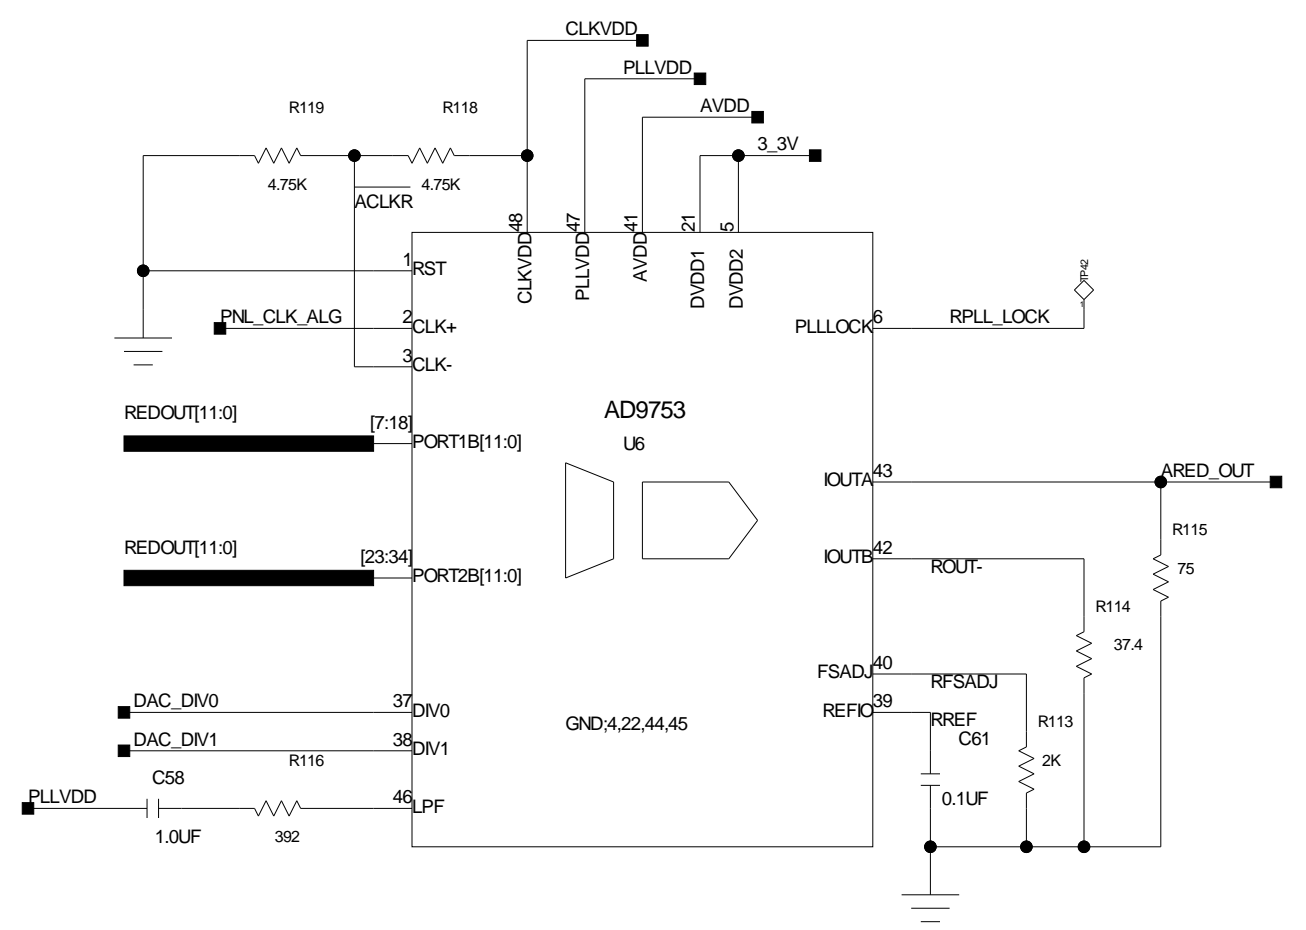 CLKVDD
PLLVDD
AVDD
3_3V
R119
R118
4.75K
4.75K
ACLKR
48
47
41
21
5
CLKVDD
PLLVDD
AVDD
DVDD1
DVDD2
1
RST
TP42
1
PNL_CLK_ALG
2
CLK+
PLLLOCK
6
RPLL_LOCK
3
CLK-
REDOUT[11:0]
[7:18]
PORT1B[11:0]
AD9753
U6
IOUTA
43
ARED_OUT
R115
75
REDOUT[11:0]
[23:34]
PORT2B[11:0]
IOUTB
42
ROUT-
R114
37.4
FSADJ
40
RFSADJ
DAC_DIV0
37
DIV0
REFIO
39
RREF
GND;4,22,44,45
R113
C61
2K
DAC_DIV1
38
DIV1
R116
C58
PLLVDD
46
LPF
0.1UF
1.0UF
392